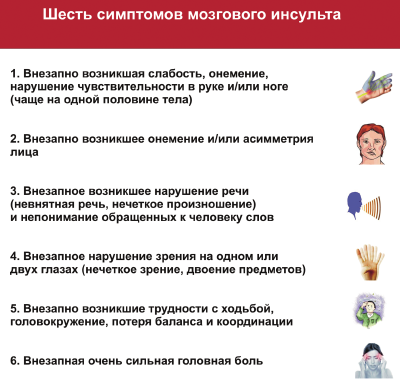 Шесть симптомов мозгового инсульта
1. Внезапно возникшая слабость, онемение,
нарушение чувствительности в руке и/или ноге
(чаще на одной половине тела)
2. Внезапно возникшее онемение и/или асимметрия
лица
3. Внезапное возникшее нарушение речи
(невнятная речь, нечеткое произношение)
и непонимание обращенных к человеку слов
4. Внезапное нарушение зрения на одном или
двух глазах (нечеткое зрение, двоение предметов)
5. Внезапно возникшие трудности с ходьбой,
головокружение, потеря баланса и координации
6. Внезапная очень сильная головная боль